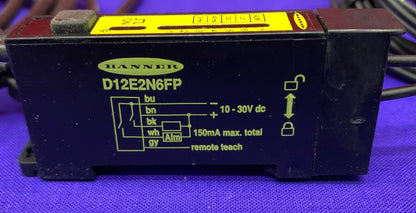 BANNER
D12E2N6FP
bu − 10 - 30V dc
bn +
bk
wh Alm 150mA max. total
gy remote teach